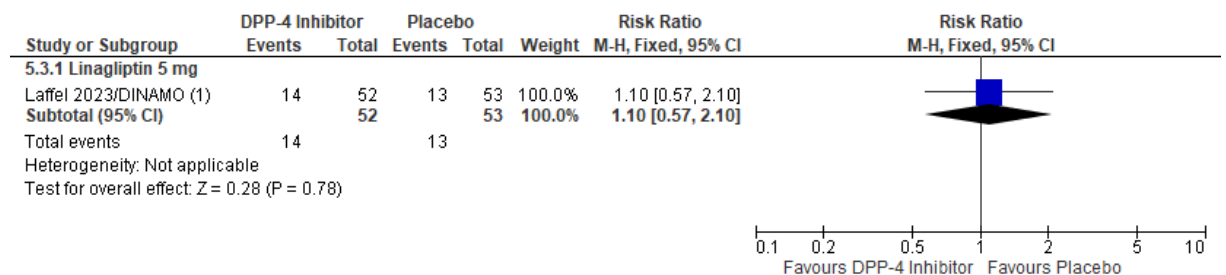 DPP-4 Inhibitor Placebo Risk Ratio Risk Ratio
Study or Subgroup Events Total Events Total Weight M-H, Fixed, 95% CI M-H, Fixed, 95% CI
5.3.1 Linagliptin 5 mg
Laffel 2023/DINAMO (1) 14 52 13 53 100.0% 1.10 [0.57, 2.10]
Subtotal (95% CI) 52 53 100.0% 1.10 [0.57, 2.10]
Total events 14 13
Heterogeneity: Not applicable
Test for overall effect: Z = 0.28 (P = 0.78)
0.1 0.2 0.5 1 2 5 10
Favours DPP-4 Inhibitor Favours Placebo